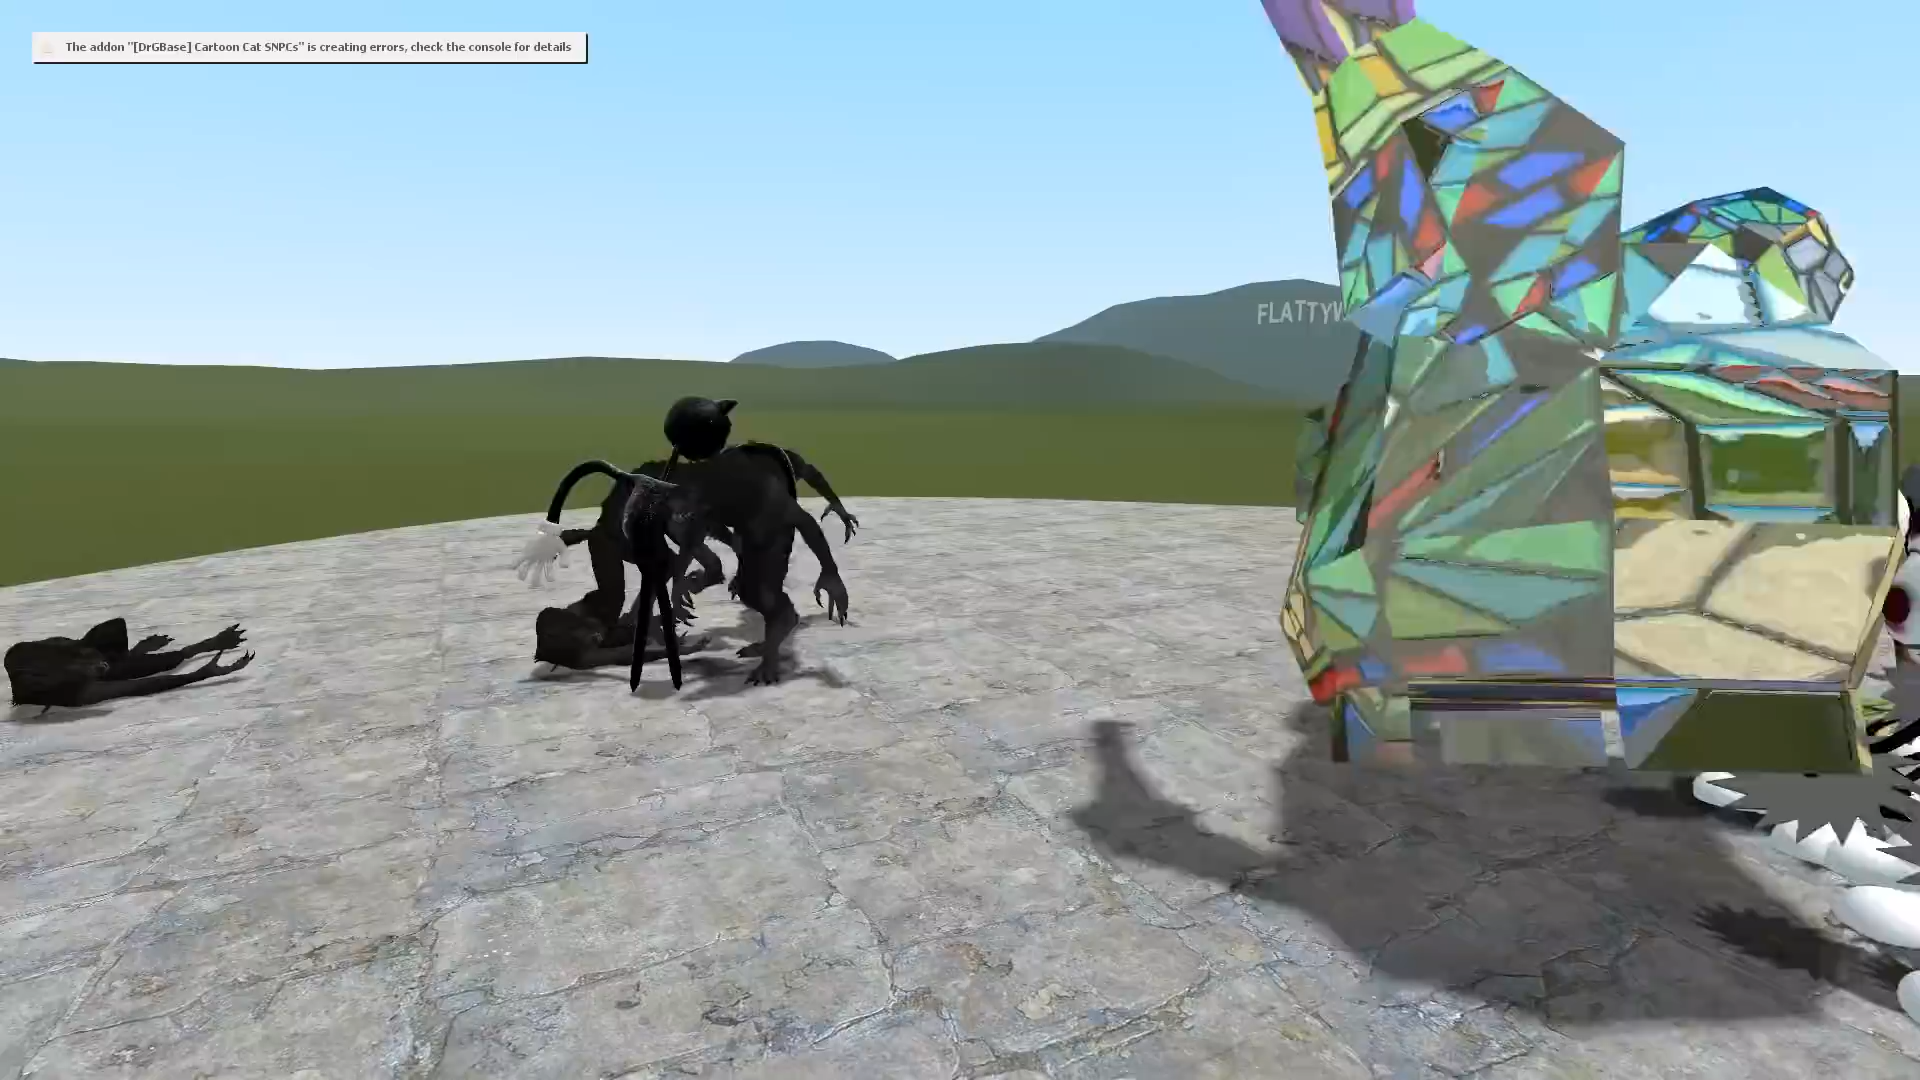 The addon "[DrGBase] Cartoon Cat SNPCs" is creating errors, check the console for details
FLATTYW